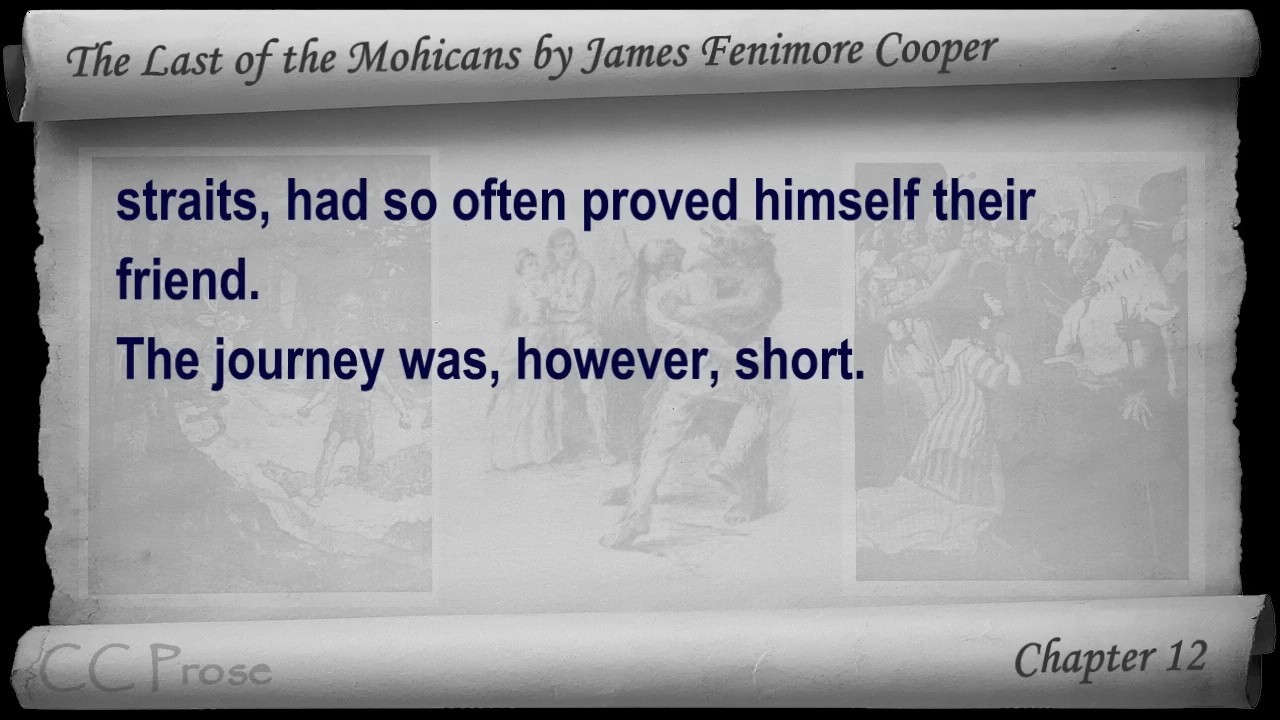 The Last of the Mohicans by James Fenimore Cooper
straits, had so often proved himself their
friend.
The journey was, however, short.
CC Prose
Chapter 12